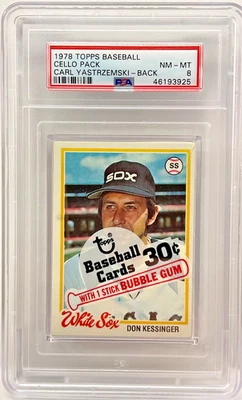 1978 TOPPS BASEBALL
CELLO PACK NM - MT
CARL YASTRZEMSKI - BACK 8
PSA 46193925
SS
SOX
Topps
Baseball 30¢
Cards
WITH 1 STICK BUBBLE GUM
White Sox
DON KESSINGER